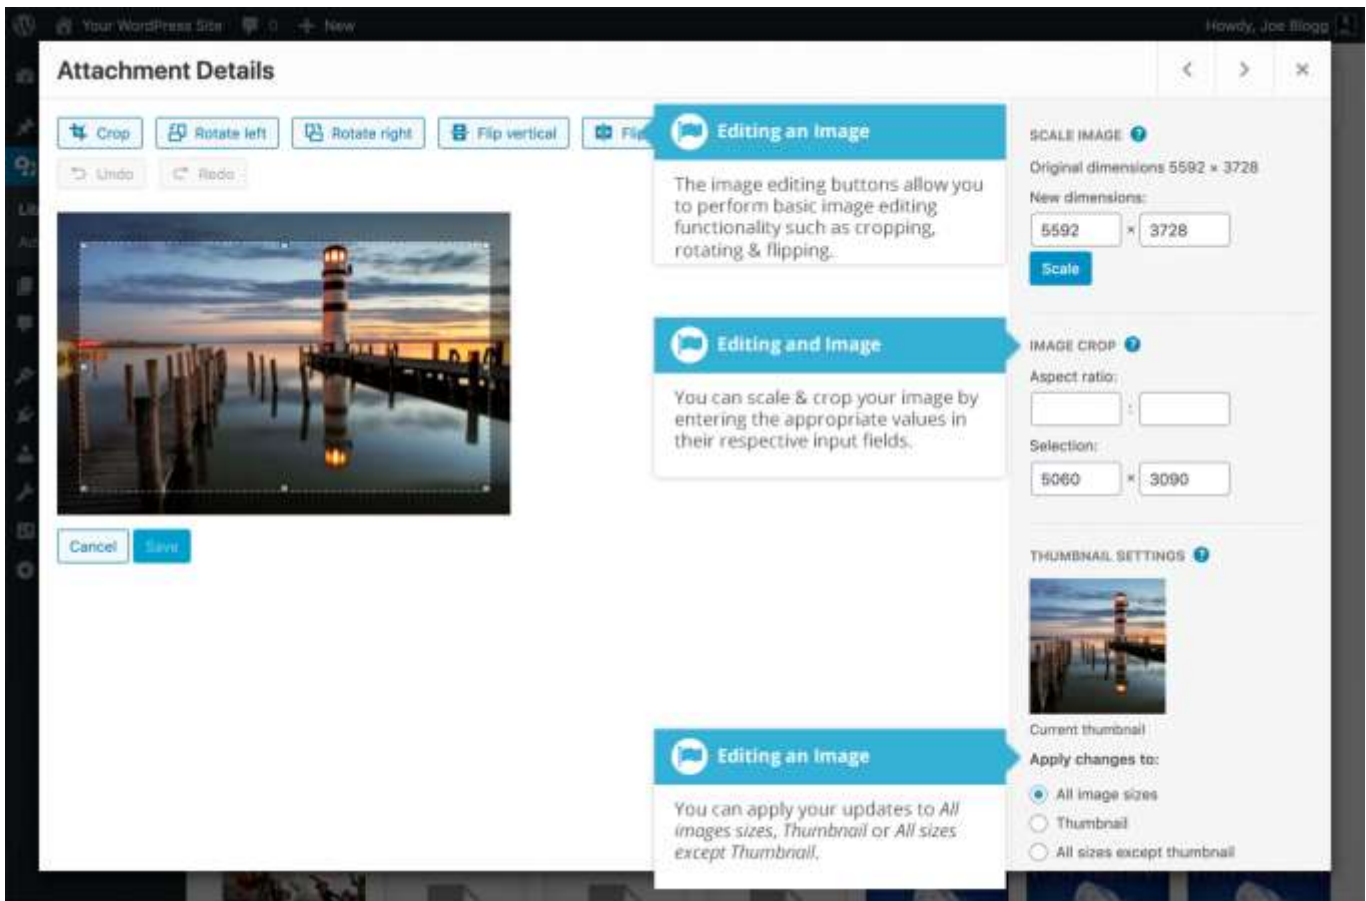 Your WordPress Site 0 + New
Howdy, Joe Blogg
Attachment Details
Crop Rotate left Rotate right Flip vertical
Undo Redo
Editing an Image
The image editing buttons allow you
to perform basic image editing
functionality such as cropping,
rotating & flipping.
Editing and Image
You can scale & crop your image by
entering the appropriate values in
their respective input fields.
Cancel Save
Editing an Image
You can apply your updates to All
images sizes, Thumbnail or All sizes
except Thumbnail.
SCALE IMAGE ?
Original dimensions 5592 × 3728
New dimensions:
5592 × 3728
Scale
IMAGE CROP ?
Aspect ratio:
:
Selection:
5060 × 3090
THUMBNAIL SETTINGS ?
Current thumbnail
Apply changes to:
All image sizes
Thumbnail
All sizes except thumbnail